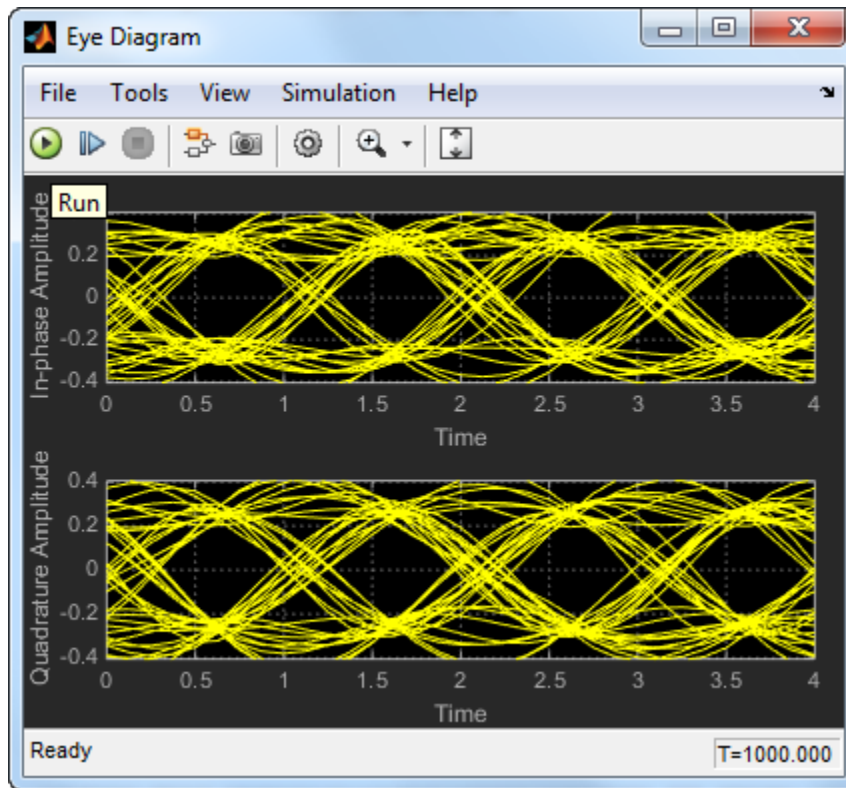 Eye Diagram
File Tools View Simulation Help
Run
In-phase Amplitude
0.2
0
-0.2
-0.4
0 0.5 1 1.5 2 2.5 3 3.5 4
Time
Quadrature Amplitude
0.4
0.2
0
-0.2
-0.4
0 0.5 1 1.5 2 2.5 3 3.5 4
Time
Ready T=1000.000